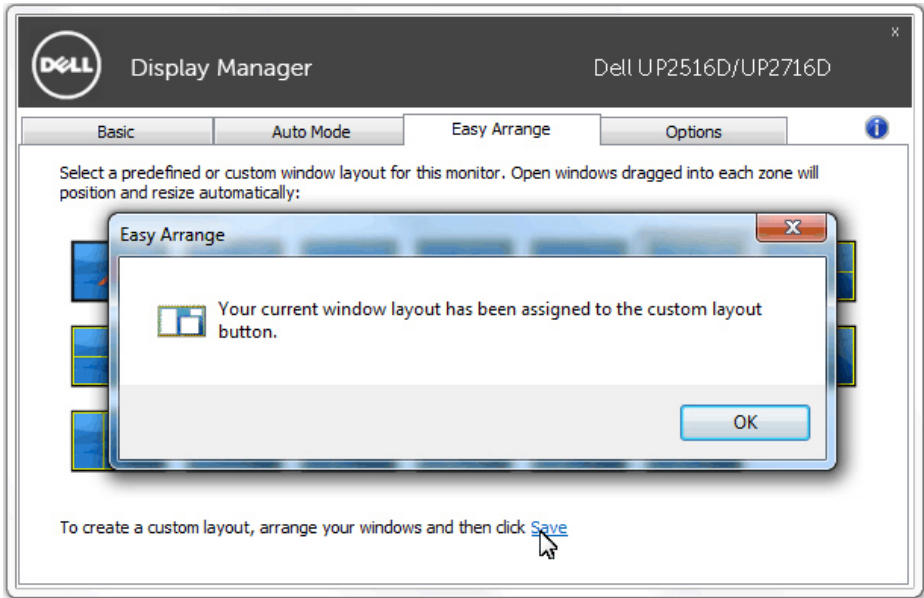 x
DELL
Display Manager
Dell UP2516D/UP2716D
Basic
Auto Mode
Easy Arrange
Options
Select a predefined or custom window layout for this monitor. Open windows dragged into each zone will
position and resize automatically:
Easy Arrange
Your current window layout has been assigned to the custom layout
button.
OK
To create a custom layout, arrange your windows and then click Save